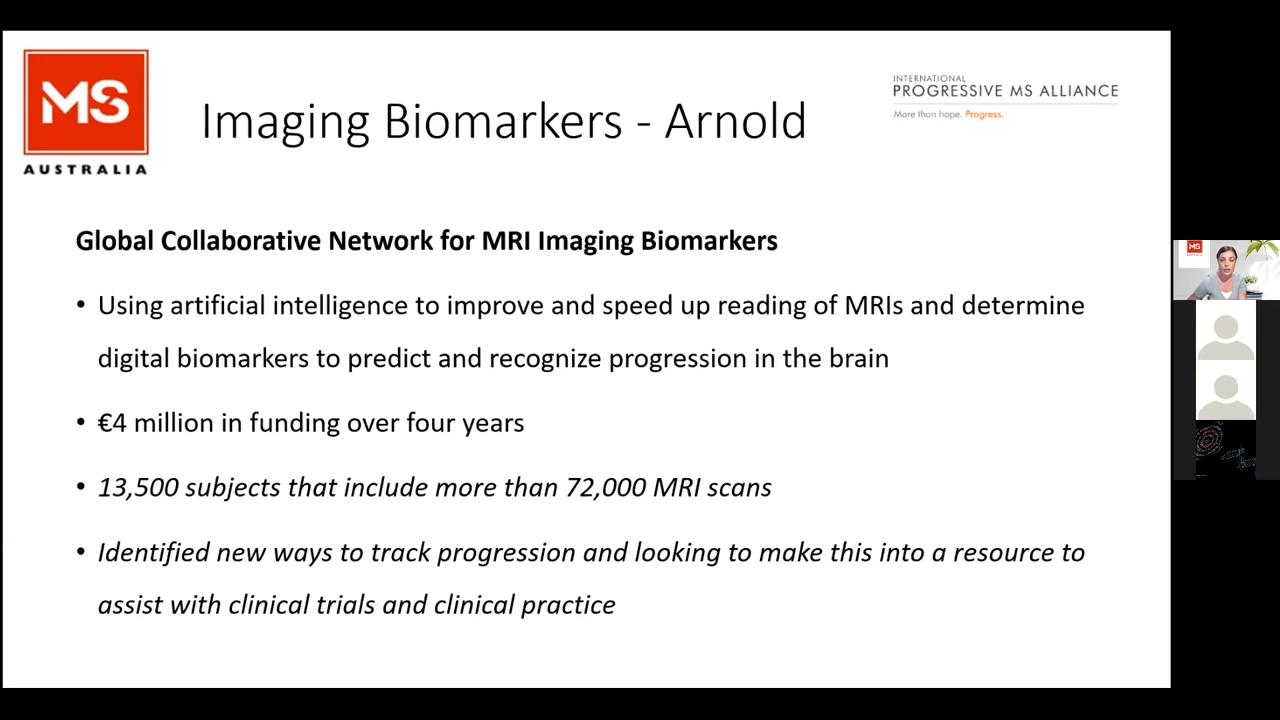 MS
AUSTRALIA
Imaging Biomarkers - Arnold
INTERNATIONAL
PROGRESSIVE MS ALLIANCE
More than hope. Progress.
Global Collaborative Network for MRI Imaging Biomarkers
• Using artificial intelligence to improve and speed up reading of MRIs and determine
digital biomarkers to predict and recognize progression in the brain
• €4 million in funding over four years
• 13,500 subjects that include more than 72,000 MRI scans
• Identified new ways to track progression and looking to make this into a resource to
assist with clinical trials and clinical practice
MS